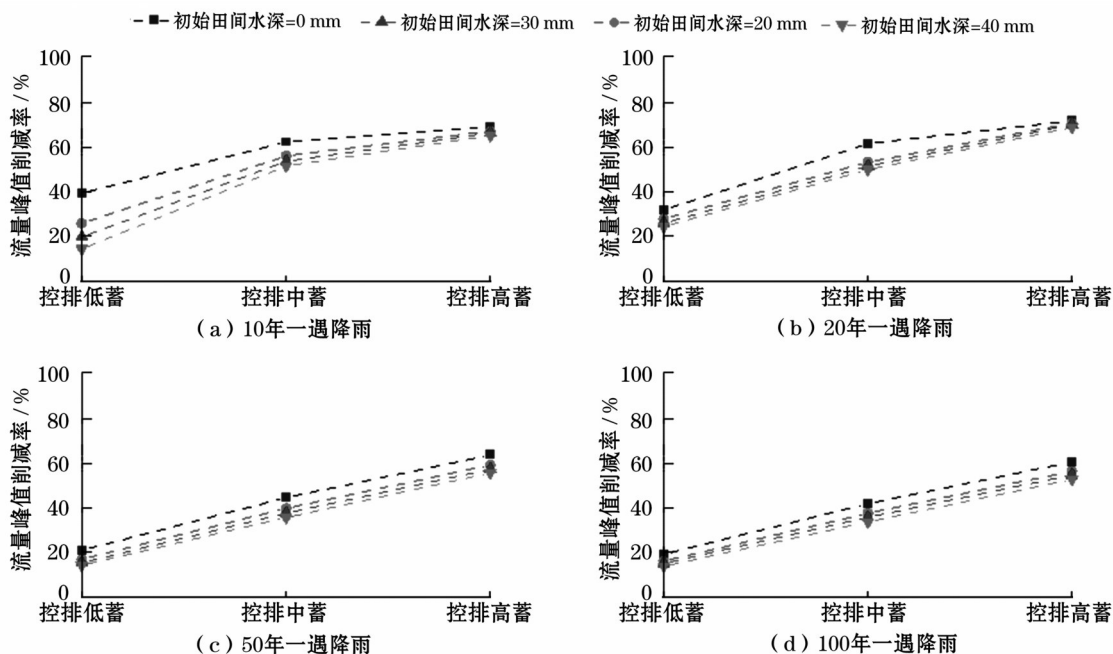 初始田间水深=0 mm 初始田间水深=30 mm 初始田间水深=20 mm 初始田间水深=40 mm
流量峰值削减率/%
100
80
60
40
20
0
控排低蓄 控排中蓄 控排高蓄
(a)10年一遇降雨
流量峰值削减率/%
100
80
60
40
20
0
控排低蓄 控排中蓄 控排高蓄
(b)20年一遇降雨
流量峰值削减率/%
100
80
60
40
20
0
控排低蓄 控排中蓄 控排高蓄
(c)50年一遇降雨
流量峰值削减率/%
100
80
60
40
20
0
控排低蓄 控排中蓄 控排高蓄
(d)100年一遇降雨